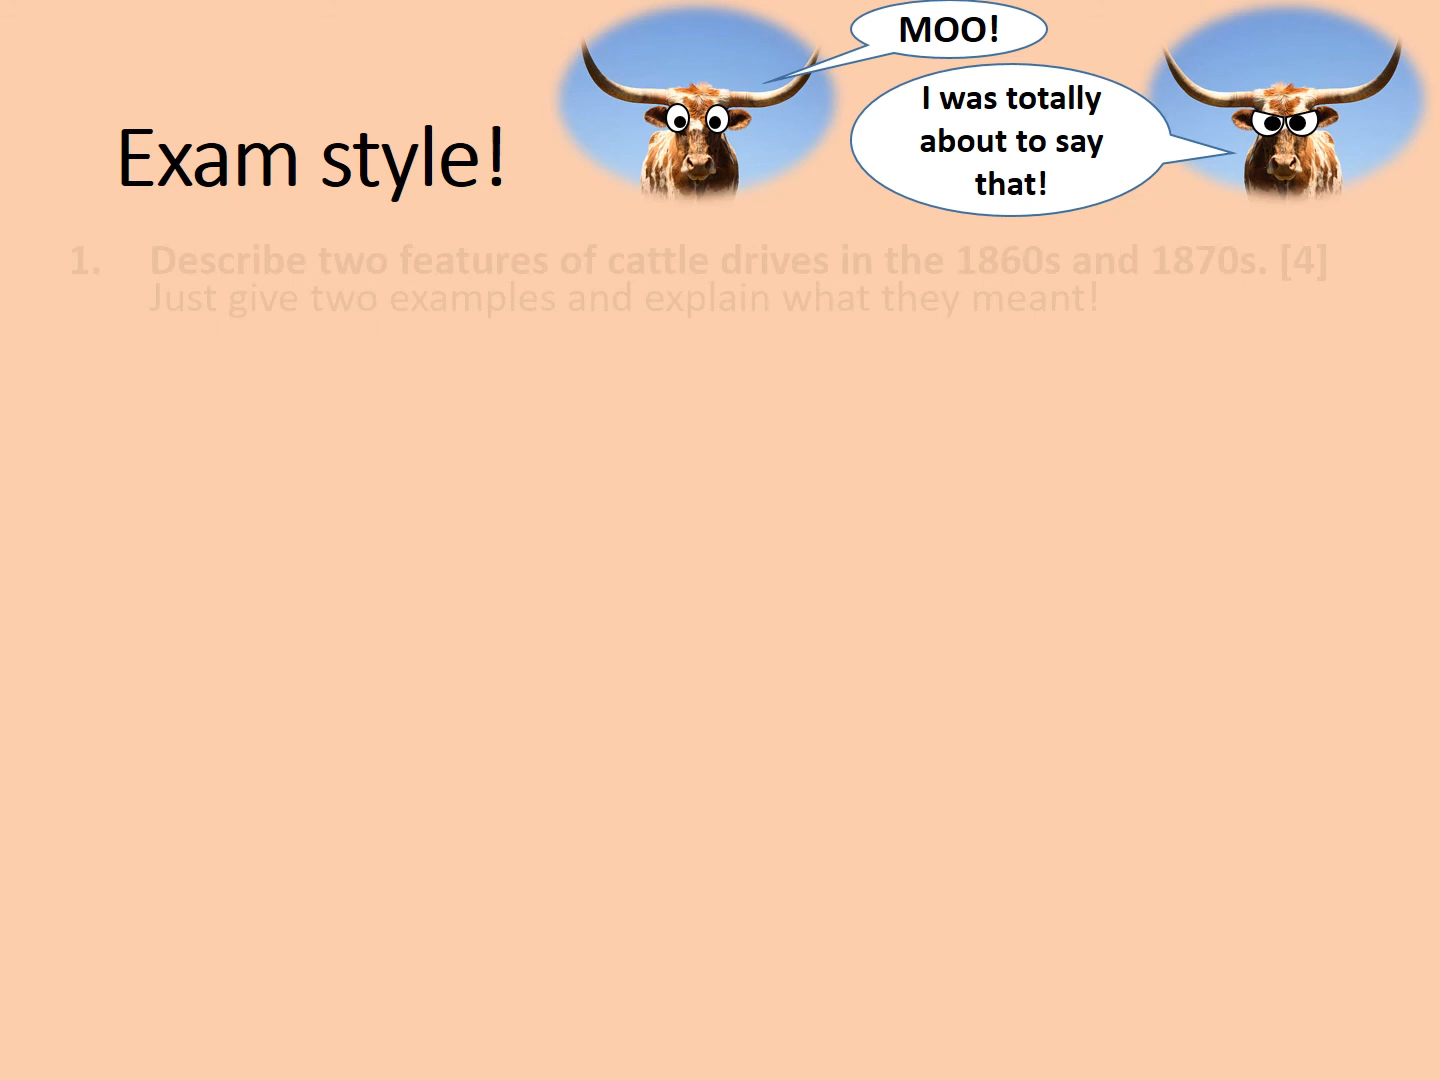 MOO!
I was totally
about to say
that!
Exam style!
1. Describe two features of cattle drives in the 1860s and 1870s. [4]
Just give two examples and explain what they meant!